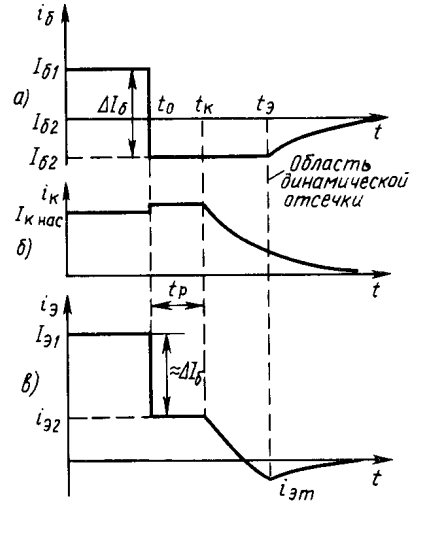 iб
Iб1
а)
ΔIб
t0
tк
tЭ
Iб2
t
Iб2
Область
динамической
отсечки
iк
Iк нас
б)
t
tр
iЭ
IЭ1
≈ΔIб
в)
iЭ2
t
iЭm